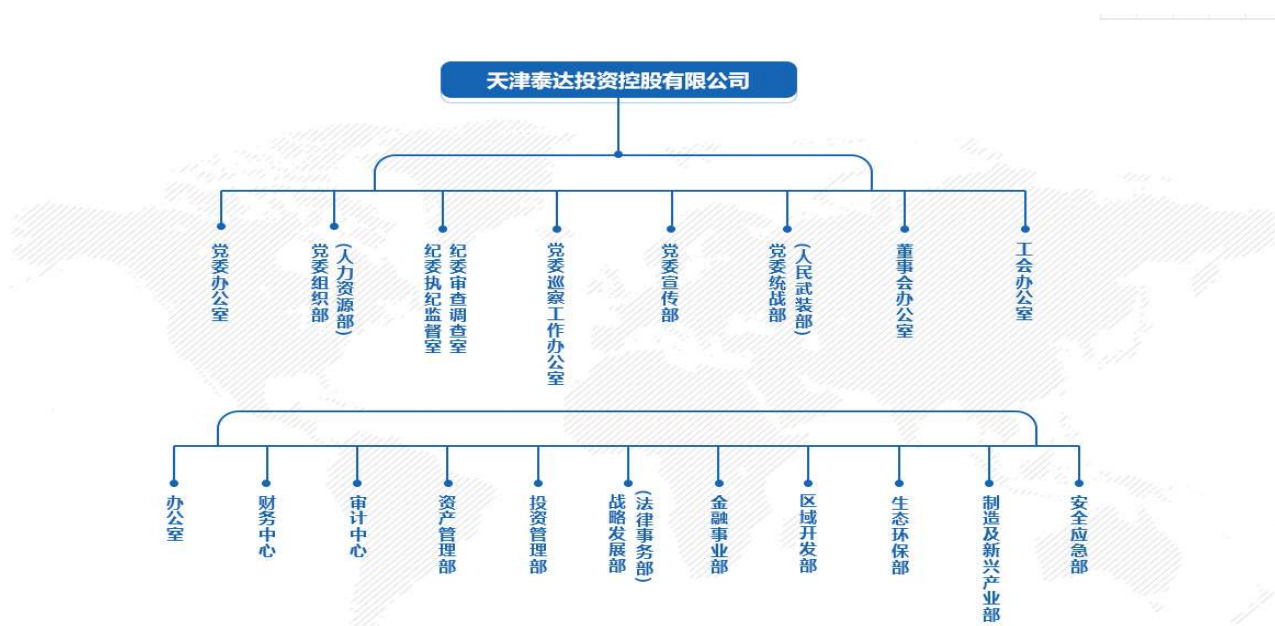 天津泰达投资控股有限公司
党委办公室
党委组织部
(人力资源部)
纪委执纪监督室
纪委审查调查室
党委巡察工作办公室
党委宣传部
党委统战部
(人民武装部)
董事会办公室
工会办公室
办公室
财务中心
审计中心
资产管理部
投资管理部
战略发展部
(法律事务部)
金融事业部
区域开发部
生态环保部
制造及新兴产业部
安全应急部